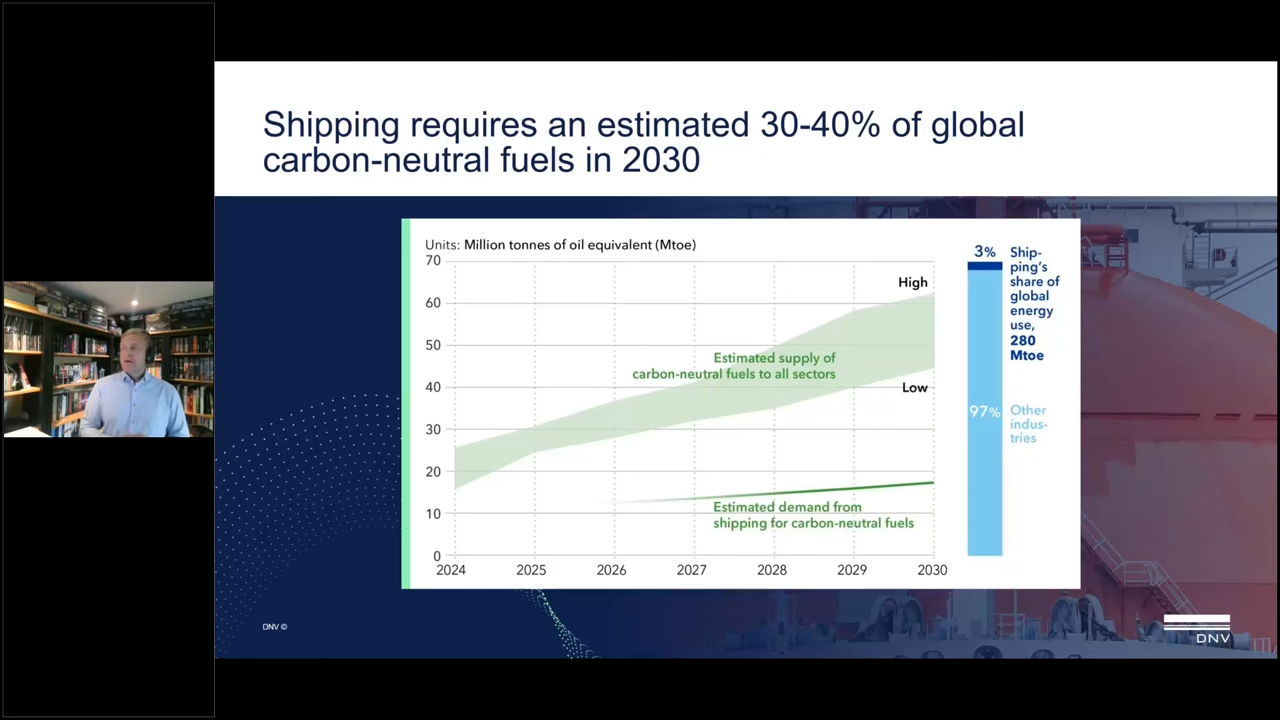 Shipping requires an estimated 30-40% of global
carbon-neutral fuels in 2030
Units: Million tonnes of oil equivalent (Mtoe)
70
60
50
40
30
20
10
0
2024
2025
2026
2027
2028
2029
2030
High
Estimated supply of
carbon-neutral fuels to all sectors
Low
Estimated demand from
shipping for carbon-neutral fuels
3%
Ship-
ping's
share of
global
energy
use,
280
Mtoe
97%
Other
indus-
tries
DNV ©
DNV